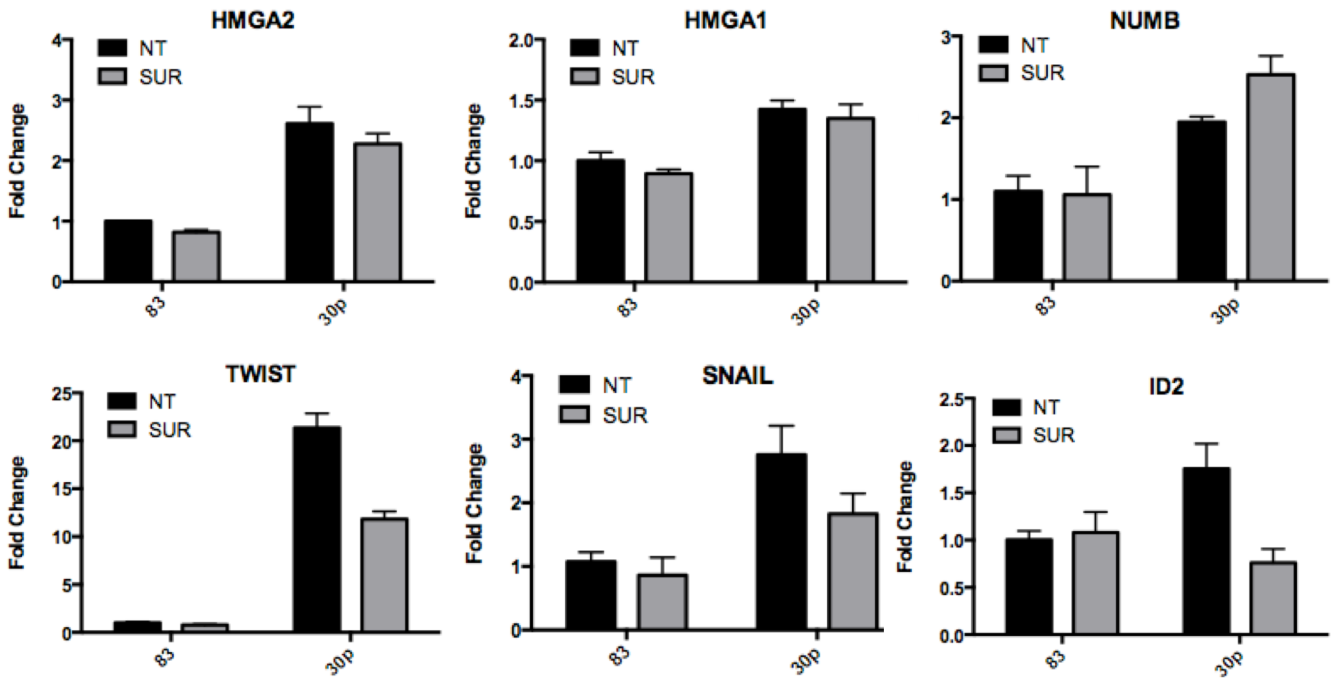 HMGA2
NT
SUR
Fold Change
4
3
2
1
0
83
30p
HMGA1
NT
SUR
Fold Change
2.0
1.5
1.0
0.5
0.0
83
30p
NUMB
NT
SUR
Fold Change
3
2
1
0
83
30p
TWIST
NT
SUR
Fold Change
25
20
15
10
5
0
83
30p
SNAIL
NT
SUR
Fold Change
4
3
2
1
0
83
30p
ID2
NT
SUR
Fold Change
2.5
2.0
1.5
1.0
0.5
0.0
83
30p